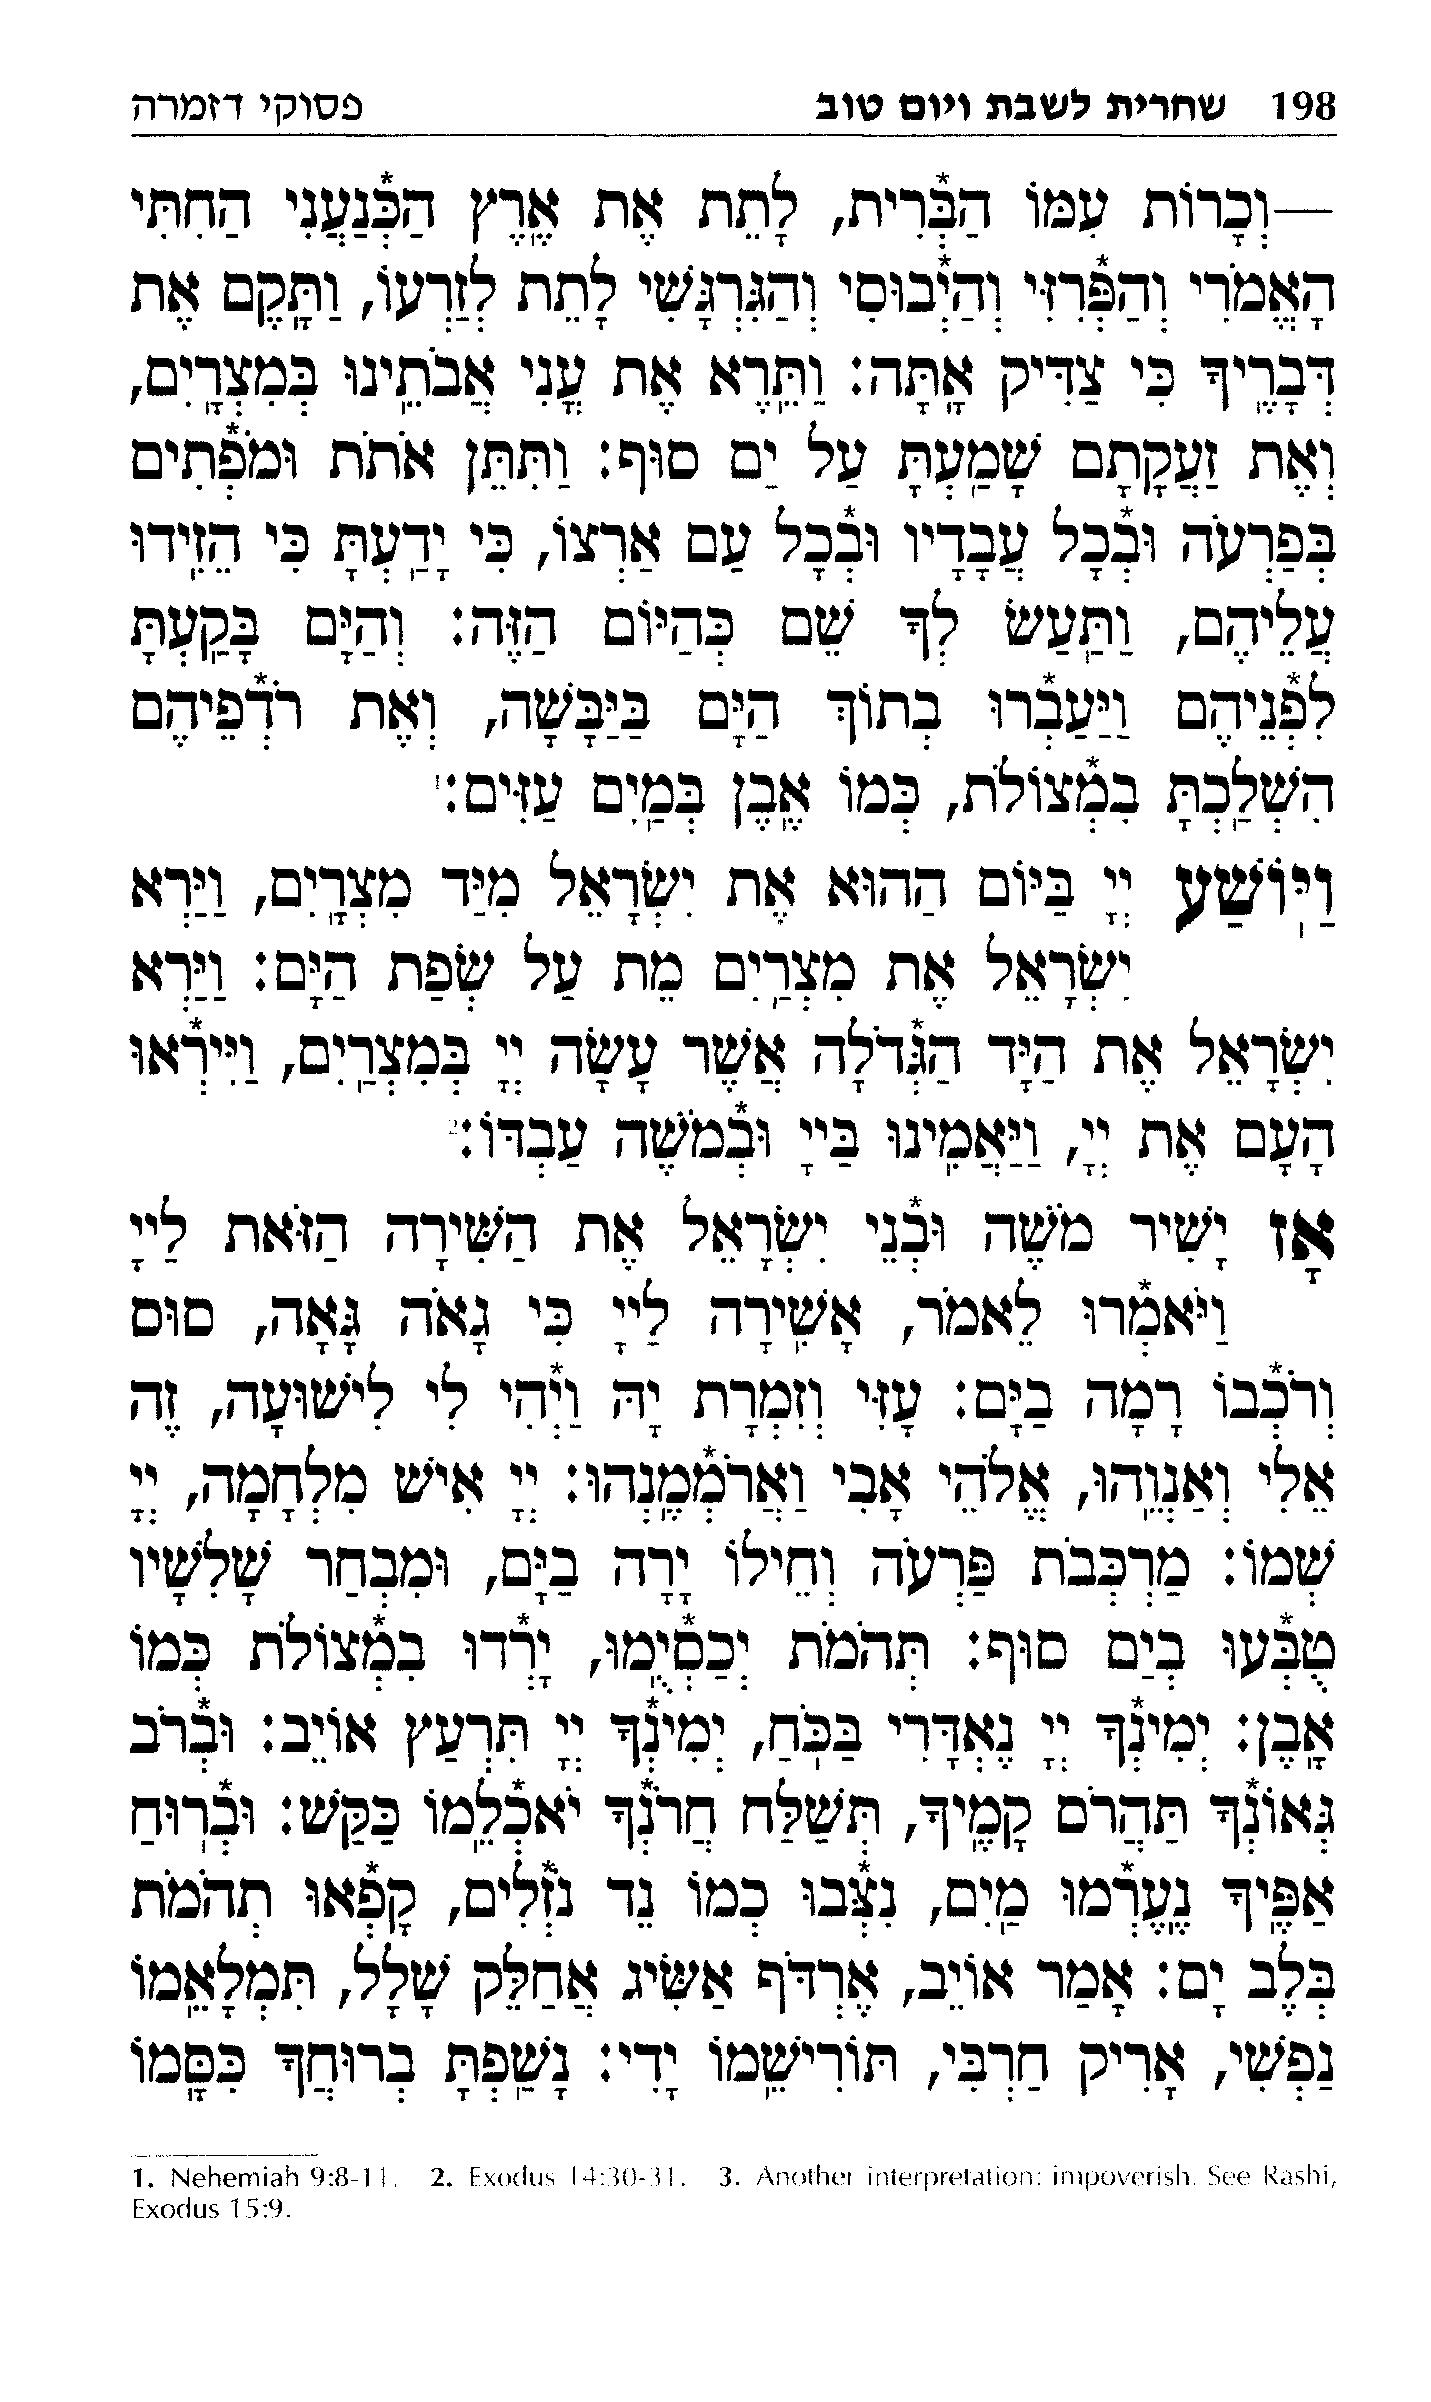 198 שחרית לשבת ויום טוב פסוקי דזמרה
—וְכָרוֹת עִמּוֹ הַבְּ֯רִית, לָתֵת אֶת אֶֽרֶץ הַכְּ֯נַעֲנִי הַחִתִּי
הָאֱמֹרִי וְהַפְּ֯רִזִּי וְהַיְ֯בוּסִי וְהַגִּרְגָּשִׁי לָתֵת לְזַרְעוֹ, וַתָּֽקֶם אֶת
דְּבָרֶֽיךָ כִּי צַדִּיק אָֽתָּה: וַתֵּֽרֶא אֶת עֳנִי אֲבֹתֵֽינוּ בְּמִצְרָֽיִם,
וְאֶת זַעֲקָתָם שָׁמַֽעְתָּ עַל יַם סוּף: וַתִּתֵּן אֹתֹת וּמֹפְ֯תִים
בְּפַרְעֹה וּבְ֯כָל עֲבָדָיו וּבְ֯כָל עַם אַרְצוֹ, כִּי יָדַֽעְתָּ כִּי הֵזִֽידוּ
עֲלֵיהֶם, וַתַּֽעַשׂ לְךָ שֵׁם כְּהַיּוֹם הַזֶּה: וְהַיָּם בָּקַֽעְתָּ
לִפְ֯נֵיהֶם וַיַּעַבְ֯רוּ בְתוֹךְ הַיָּם בַּיַּבָּשָׁה, וְאֶת רֹדְ֯פֵיהֶם
הִשְׁלַֽכְתָּ בִמְ֯צוֹלֹת, כְּמוֹ אֶֽבֶן בְּמַֽיִם עַזִּים:1
וַיּֽוֹשַׁע יְיָ בַּיּוֹם הַהוּא אֶת יִשְׂרָאֵל מִיַּד מִצְרָֽיִם, וַיַּרְא
יִשְׂרָאֵל אֶת מִצְרַֽיִם מֵת עַל שְׂפַת הַיָּם: וַיַּרְא
יִשְׂרָאֵל אֶת הַיָּד הַגְּ֯דֹלָה אֲשֶׁר עָשָׂה יְיָ בְּמִצְרַֽיִם, וַיִּירְ֯אוּ
הָעָם אֶת יְיָ, וַיַּאֲמִֽינוּ בַּייָ וּבְ֯מֹשֶׁה עַבְדּוֹ:2
אָז יָשִׁיר מֹשֶׁה וּבְ֯נֵי יִשְׂרָאֵל אֶת הַשִּׁירָה הַזֹּאת לַייָ
וַיֹּאמְ֯רוּ לֵאמֹר, אָשִֽׁירָה לַייָ כִּי גָאֹה גָּאָה, סוּס
וְרֹכְ֯בוֹ רָמָה בַיָּם: עָזִּי וְזִמְרָת יָהּ וַיְ֯הִי לִי לִישׁוּעָה, זֶה
אֵלִי וְאַנְוֵֽהוּ, אֱלֹהֵי אָבִי וַאֲרֹמְ֯מֶֽנְהוּ: יְיָ אִישׁ מִלְחָמָה, יְיָ
שְׁמוֹ: מַרְכְּבֹת פַּרְעֹה וְחֵילוֹ יָרָה בַיָּם, וּמִבְחַר שָׁלִשָׁיו
טֻבְּ֯עוּ בְיַם סוּף: תְּהֹמֹת יְכַסְ֯יֻֽמוּ, יָרְ֯דוּ בִמְ֯צוֹלֹת כְּמוֹ
אָֽבֶן: יְמִינְ֯ךָ יְיָ נֶאְדָּרִי בַּכֹּֽחַ, יְמִינְ֯ךָ יְיָ תִּרְעַץ אוֹיֵב: וּבְ֯רֹב
גְּאוֹנְ֯ךָ תַּהֲרֹם קָמֶֽיךָ, תְּשַׁלַּח חֲרֹנְ֯ךָ יֹאכְ֯לֵֽמוֹ כַּקַּשׁ: וּבְ֯רֽוּחַ
אַפֶּֽיךָ נֶֽעֶרְ֯מוּ מַֽיִם, נִצְּ֯בוּ כְמוֹ נֵד נֹזְ֯לִים, קָפְ֯אוּ תְהֹמֹת
בְּלֶב יָם: אָמַר אוֹיֵב, אֶרְדֹּף אַשִּׂיג אֲחַלֵּק שָׁלָל, תִּמְלָאֵֽמוֹ
נַפְשִׁי, אָרִיק חַרְבִּי, תּוֹרִישֵֽׁמוֹ יָדִי: נָשַֽׁפְתָּ בְרוּחֲךָ כִּסָּֽמוֹ
1. Nehemiah 9:8-11. 2. Exodus 14:30-31. 3. Another interpretation: impoverish. See Rashi,
Exodus 15:9.